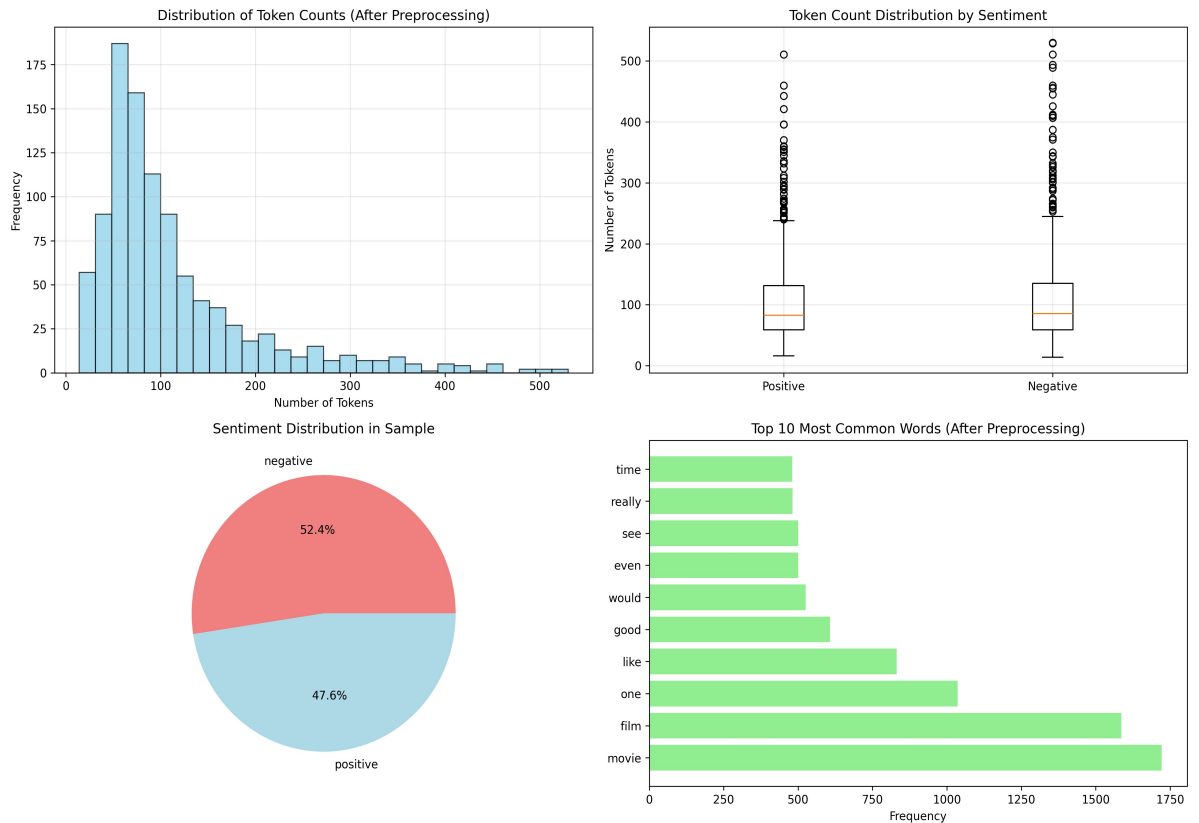 Distribution of Token Counts (After Preprocessing)
Frequency
175
150
125
100
75
50
25
0
0 100 200 300 400 500
Number of Tokens
Token Count Distribution by Sentiment
Number of Tokens
500
400
300
200
100
0
Positive Negative
Sentiment Distribution in Sample
negative
52.4%
47.6%
positive
Top 10 Most Common Words (After Preprocessing)
time
really
see
even
would
good
like
one
film
movie
0 250 500 750 1000 1250 1500 1750
Frequency